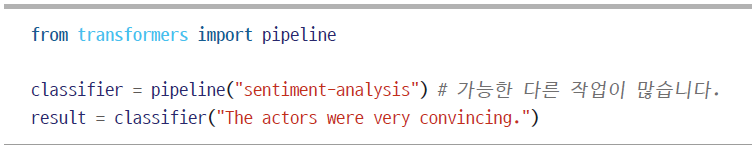 from transformers import pipeline
classifier = pipeline("sentiment-analysis") # 가능한 다른 작업이 많습니다.
result = classifier("The actors were very convincing.")